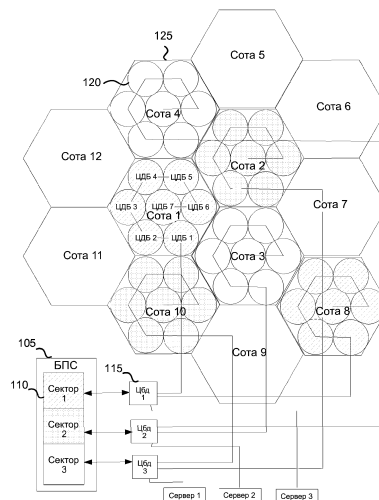 125
Сота 5
120
Сота 4
Сота 6
Сота 12
Сота 2
ЦДБ 4
ЦДБ 5
ЦДБ 3
ЦДБ 7
ЦДБ 6
Сота 1
Сота 7
ЦДБ 2
ЦДБ 1
Сота 11
Сота 3
Сота 10
Сота 8
105
БПС
Сота 9
110
115
Сектор
1
Цбд
1
Сектор
2
Цбд
2
Сектор
3
Цбд
3
Сервер 1
Сервер 2
Сервер 3